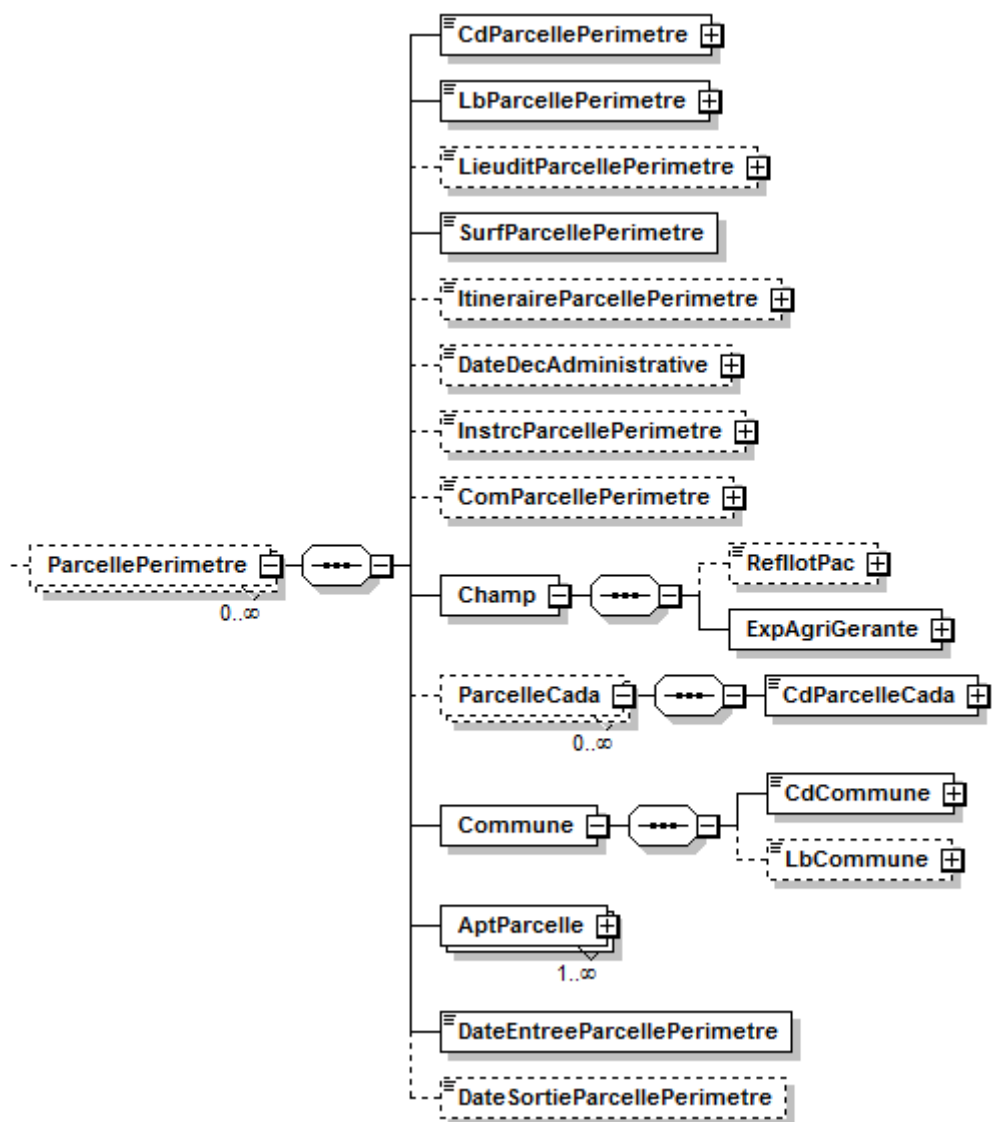 CdParcellePerimetre
LbParcellePerimetre
LieuditParcellePerimetre
SurfParcellePerimetre
ItineraireParcellePerimetre
DateDecAdministrative
InstrcParcellePerimetre
ComParcellePerimetre
ParcellePerimetre
0..∞
Champ
RefIlotPac
ExpAgriGerante
ParcelleCada
0..∞
CdParcelleCada
Commune
CdCommune
LbCommune
AptParcelle
1..∞
DateEntreeParcellePerimetre
DateSortieParcellePerimetre